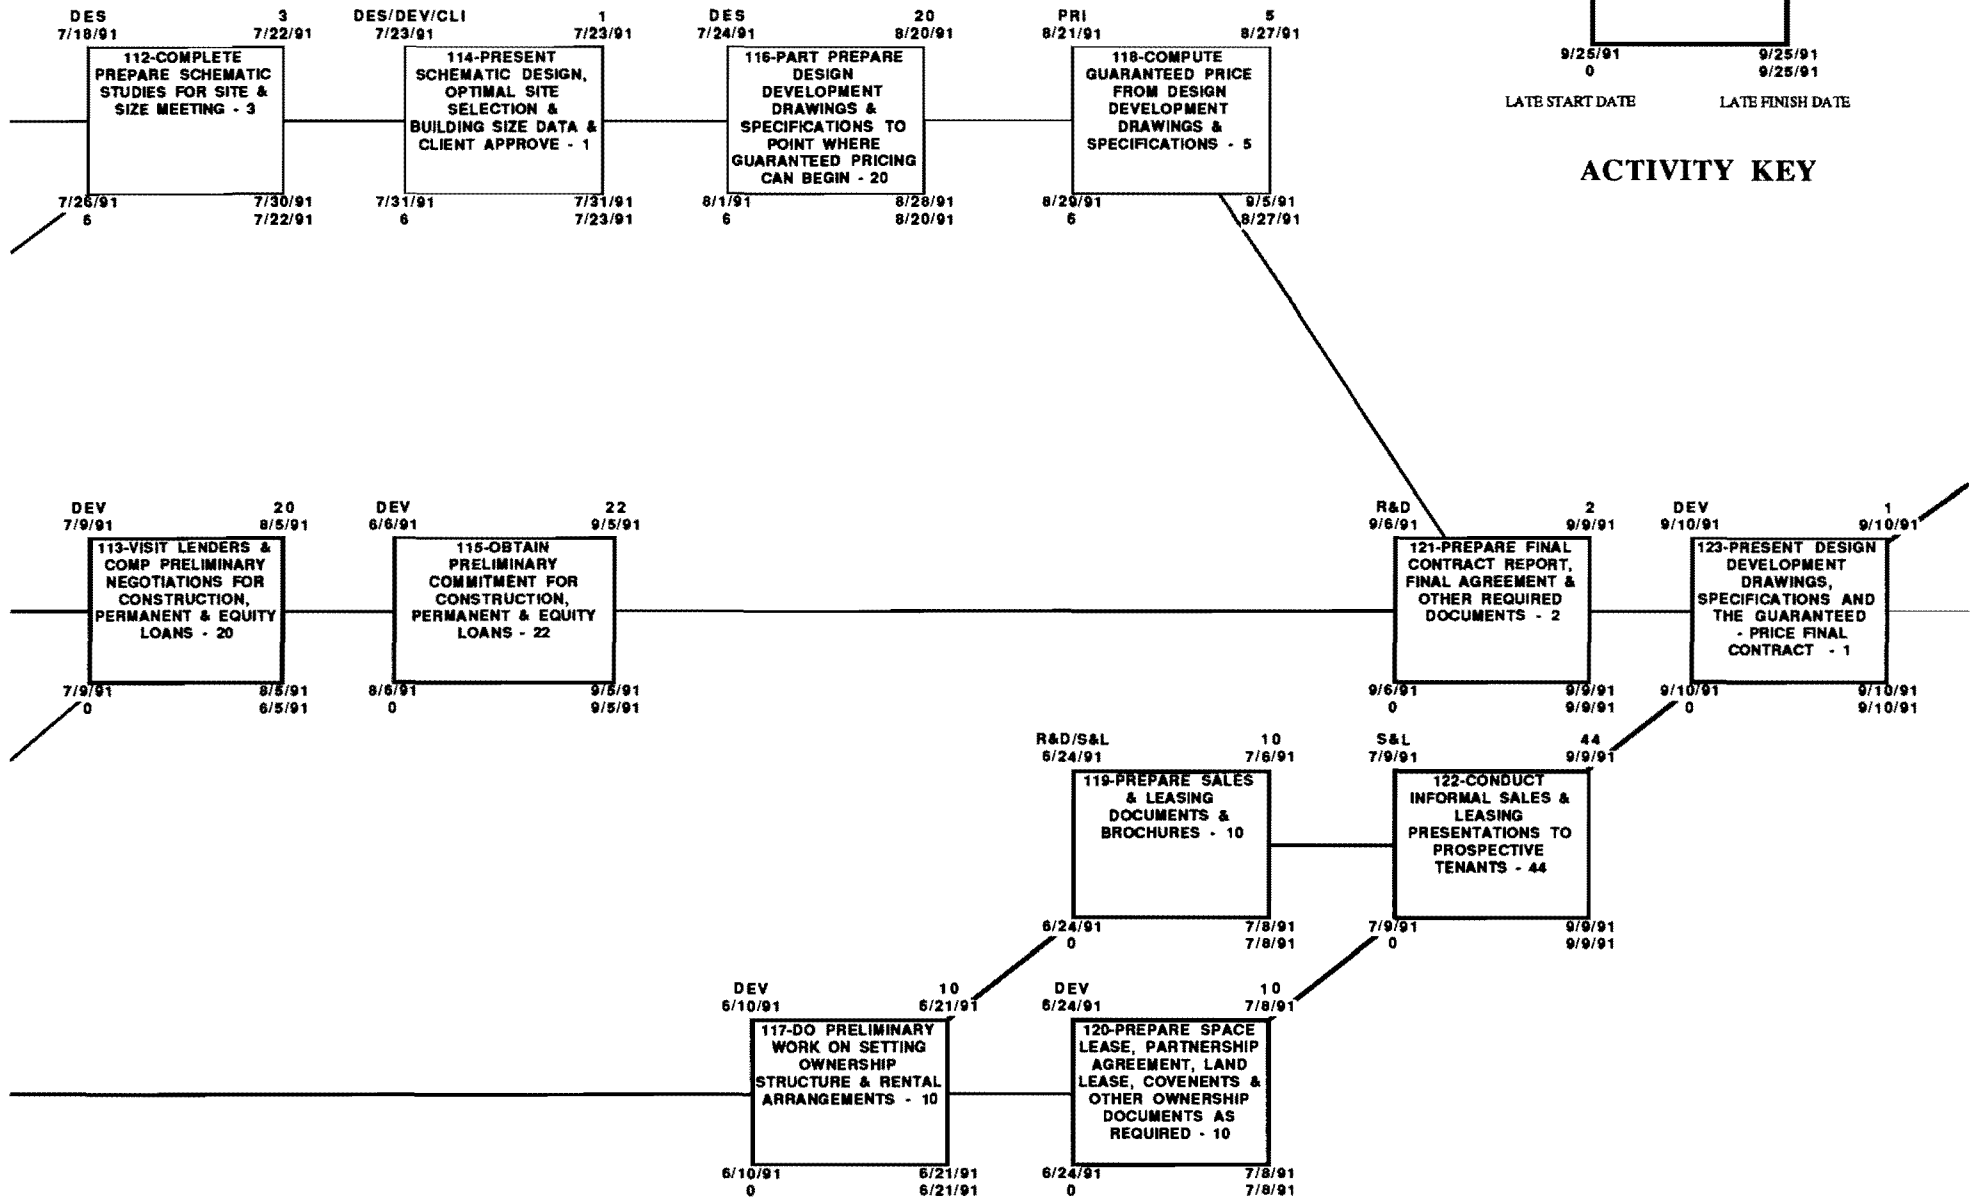 DES 3
7/18/91 7/22/91
112-COMPLETE
PREPARE SCHEMATIC
STUDIES FOR SITE &
SIZE MEETING - 3
7/26/91 7/30/91
6 7/22/91
DES/DEV/CLI 1
7/23/91 7/23/91
114-PRESENT
SCHEMATIC DESIGN,
OPTIMAL SITE
SELECTION &
BUILDING SIZE DATA &
CLIENT APPROVE - 1
7/31/91 7/31/91
6 7/23/91
DES 20
7/24/91 8/20/91
116-PART PREPARE
DESIGN
DEVELOPMENT
DRAWINGS &
SPECIFICATIONS TO
POINT WHERE
GUARANTEED PRICING
CAN BEGIN - 20
8/1/91 8/28/91
6 8/20/91
PRI 5
8/21/91 8/27/91
118-COMPUTE
GUARANTEED PRICE
FROM DESIGN
DEVELOPMENT
DRAWINGS &
SPECIFICATIONS - 5
8/29/91 9/5/91
6 8/27/91
9/25/91 9/25/91
0 9/25/91
LATE START DATE LATE FINISH DATE
ACTIVITY KEY
DEV 20
7/9/91 8/5/91
113-VISIT LENDERS &
COMP PRELIMINARY
NEGOTIATIONS FOR
CONSTRUCTION,
PERMANENT & EQUITY
LOANS - 20
7/9/91 8/5/91
0 6/5/91
DEV 22
6/6/91 9/5/91
115-OBTAIN
PRELIMINARY
COMMITMENT FOR
CONSTRUCTION,
PERMANENT & EQUITY
LOANS - 22
8/6/91 9/5/91
0 9/5/91
R&D 2
9/6/91 9/9/91
121-PREPARE FINAL
CONTRACT REPORT,
FINAL AGREEMENT &
OTHER REQUIRED
DOCUMENTS - 2
9/6/91 9/9/91
0 9/9/91
DEV 1
9/10/91 9/10/91
123-PRESENT DESIGN
DEVELOPMENT
DRAWINGS,
SPECIFICATIONS AND
THE GUARANTEED
- PRICE FINAL
CONTRACT - 1
9/10/91 9/10/91
0 9/10/91
R&D/S&L 10
6/24/91 7/6/91
119-PREPARE SALES
& LEASING
DOCUMENTS &
BROCHURES - 10
6/24/91 7/8/91
0 7/8/91
S&L 44
7/9/91 9/9/91
122-CONDUCT
INFORMAL SALES &
LEASING
PRESENTATIONS TO
PROSPECTIVE
TENANTS - 44
7/9/91 9/9/91
0 9/9/91
DEV 10
6/10/91 6/21/91
117-DO PRELIMINARY
WORK ON SETTING
OWNERSHIP
STRUCTURE & RENTAL
ARRANGEMENTS - 10
6/10/91 6/21/91
0 6/21/91
DEV 10
6/24/91 7/8/91
120-PREPARE SPACE
LEASE, PARTNERSHIP
AGREEMENT, LAND
LEASE, COVENENTS &
OTHER OWNERSHIP
DOCUMENTS AS
REQUIRED - 10
6/24/91 7/8/91
0 7/8/91